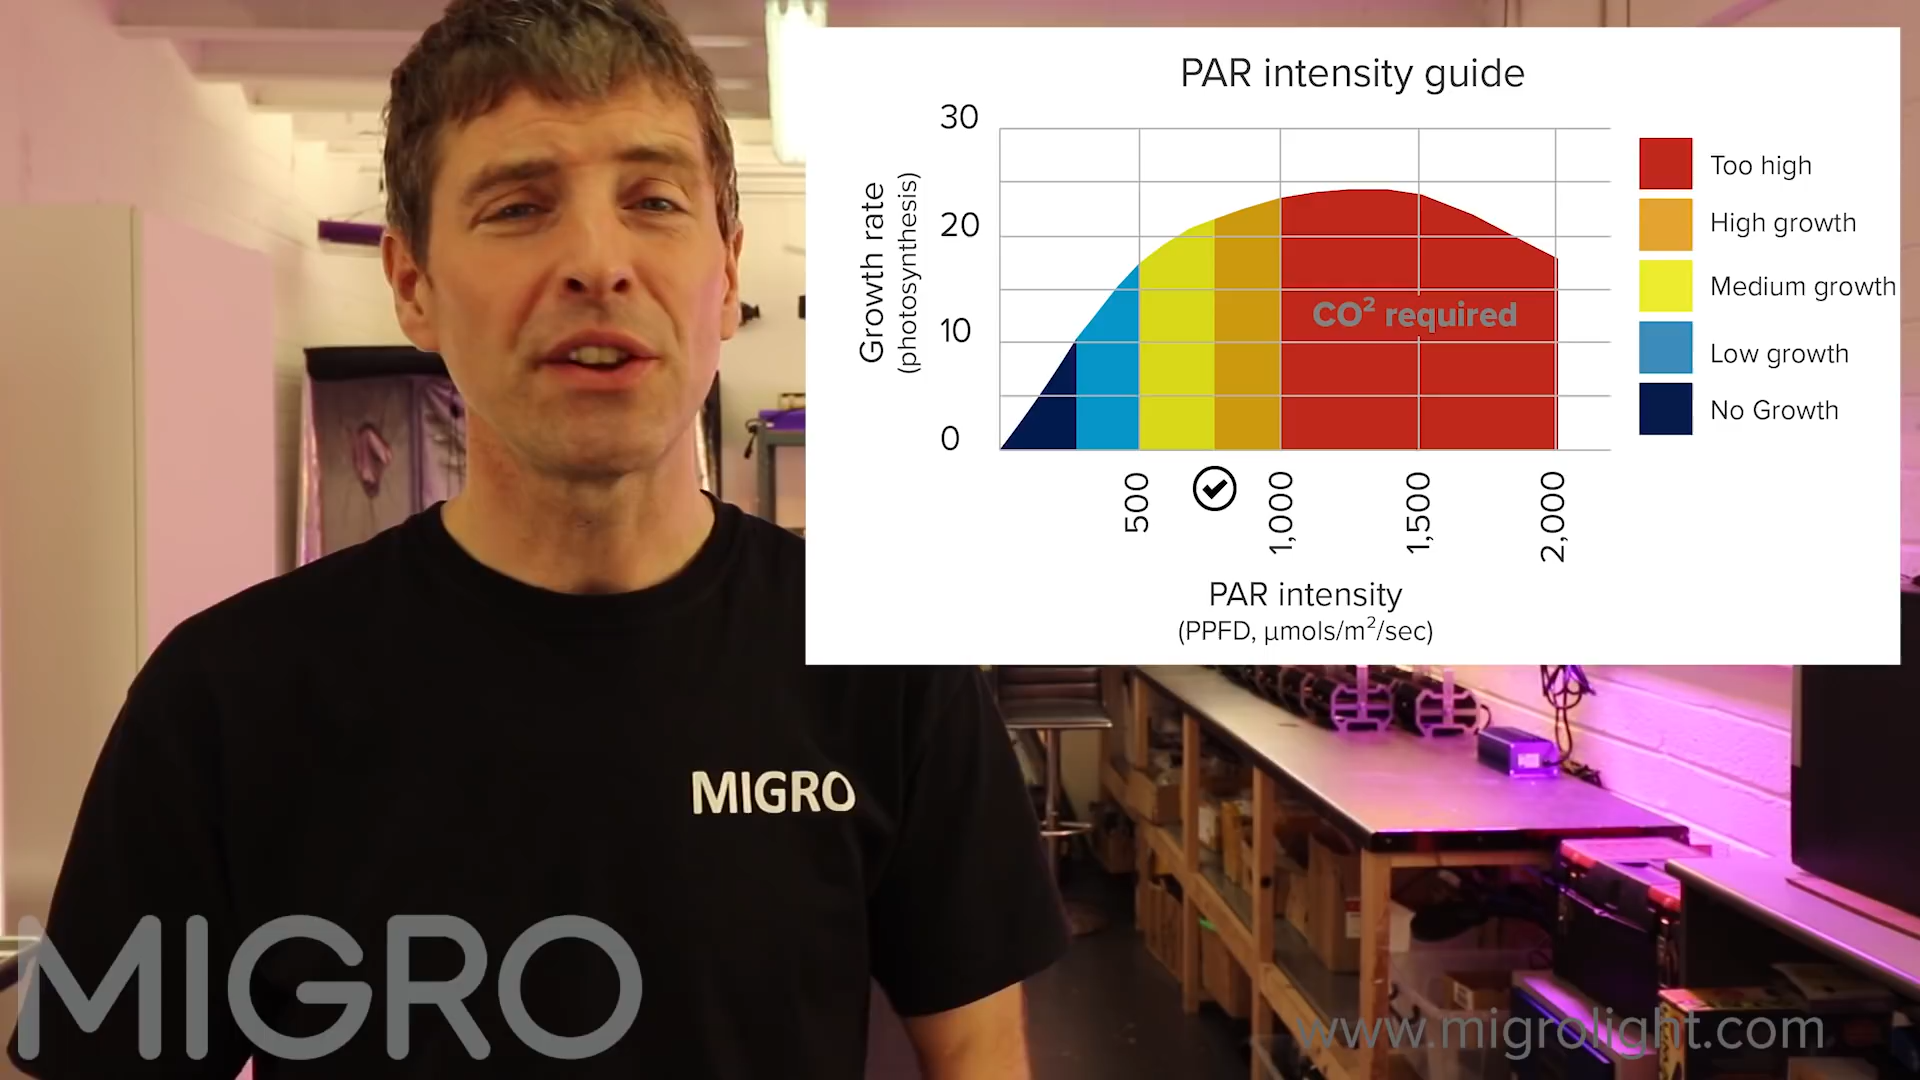 PAR intensity guide
30
20
10
0
Growth rate
(photosynthesis)
CO² required
500
1,000
1,500
2,000
PAR intensity
(PPFD, µmols/m²/sec)
Too high
High growth
Medium growth
Low growth
No Growth
MIGRO
MIGRO
www.migrolight.com